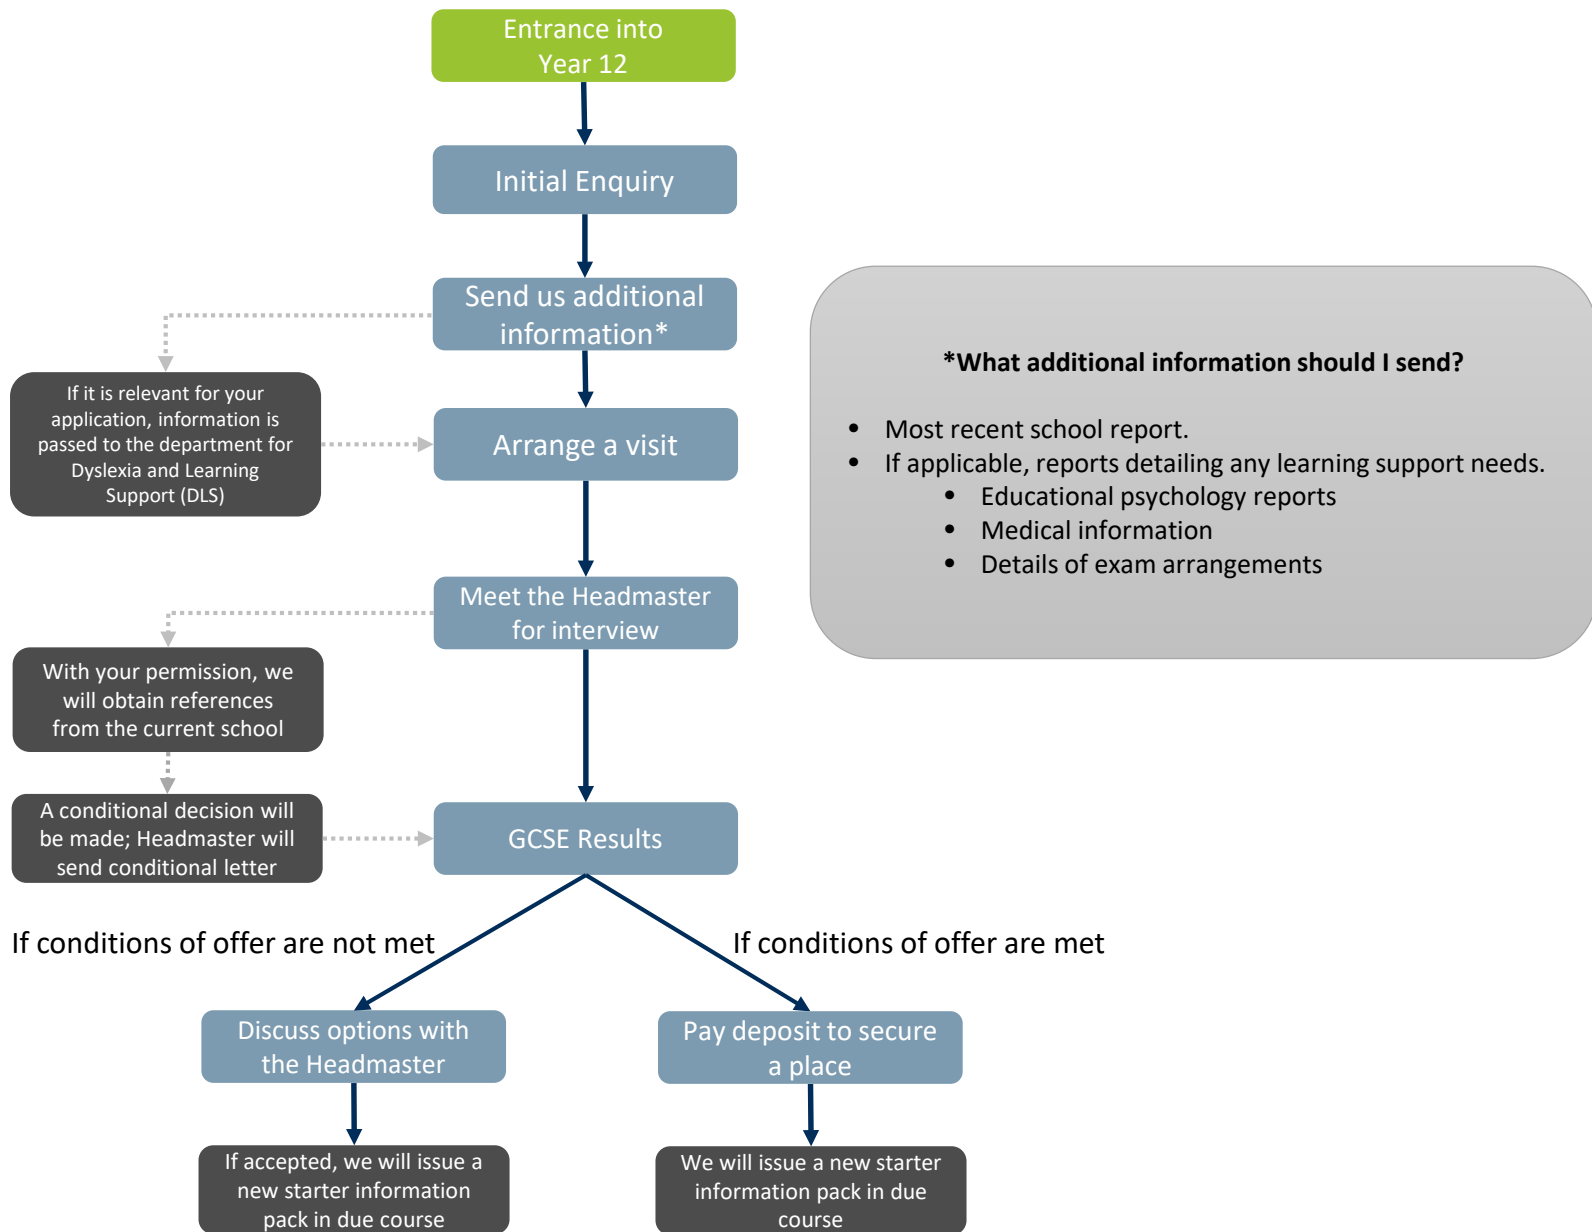 Entrance into
Year 12
Initial Enquiry
Send us additional
information*
If it is relevant for your
application, information is
passed to the department for
Dyslexia and Learning
Support (DLS)
Arrange a visit
*What additional information should I send?
• Most recent school report.
• If applicable, reports detailing any learning support needs.
• Educational psychology reports
• Medical information
• Details of exam arrangements
Meet the Headmaster
for interview
With your permission, we
will obtain references
from the current school
A conditional decision will
be made; Headmaster will
send conditional letter
GCSE Results
If conditions of offer are not met
If conditions of offer are met
Discuss options with
the Headmaster
Pay deposit to secure
a place
If accepted, we will issue a
new starter information
pack in due course
We will issue a new starter
information pack in due
course